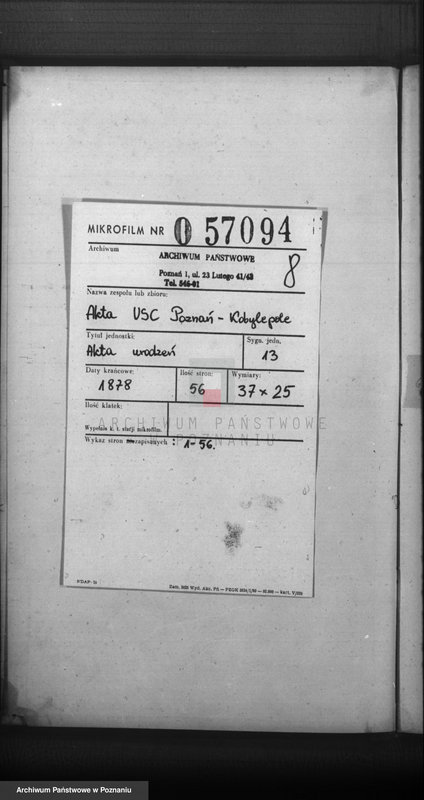 MIKROFILM NR 0 57094
Archiwum
ARCHIWUM PAŃSTWOWE
Poznań 1, ul. 23 Lutego 41/43
Tel. 546-01
8
Nazwa zespołu lub zbioru:
Akta USC Poznań - Kobylepole
Tytuł jednostki:
Akta urodzeń
Sygn. jedn.
13
Daty krańcowe:
1878
Ilość stron:
56
Wymiary:
37 x 25
Ilość klatek:
Wypełnia k. t. stacji mikrofilm.
ARCHIWUM PAŃSTWOWE
W POZNANIU
Wykaz stron zapisanych : 1-56.
Archiwum Państwowe w Poznaniu